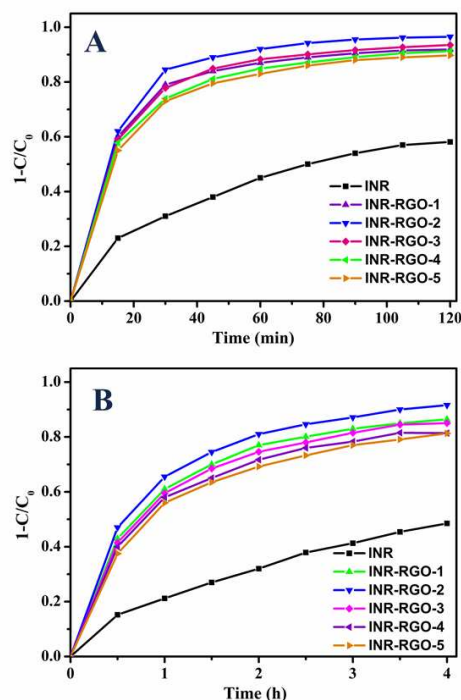 A
1-C/C0
1.0
0.8
0.6
0.4
0.2
0.0
INR
INR-RGO-1
INR-RGO-2
INR-RGO-3
INR-RGO-4
INR-RGO-5
0 20 40 60 80 100 120
Time (min)
B
1-C/C0
1.0
0.8
0.6
0.4
0.2
0.0
INR
INR-RGO-1
INR-RGO-2
INR-RGO-3
INR-RGO-4
INR-RGO-5
0 1 2 3 4
Time (h)